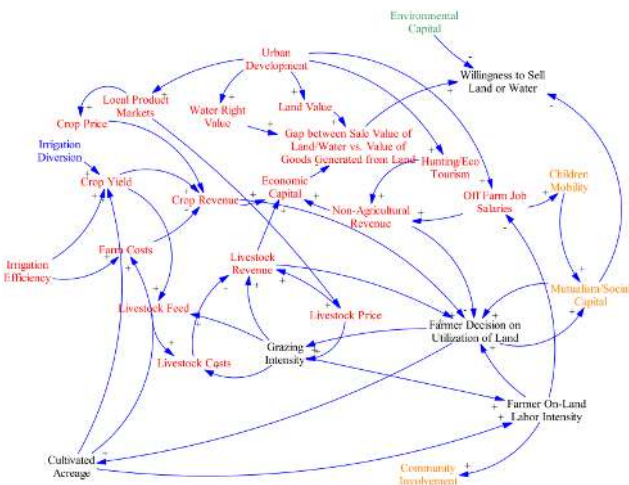 Environmental
Capital
Urban
Development
Willingness to Sell
Land or Water
Local Product
Markets
Water Right
Value
Land Value
Crop Price
Gap between Sale Value of
Land/Water vs. Value of
Goods Generated from Land
Irrigation
Diversion
Hunting/Eco
Tourism
Crop Yield
Economic
Capital
Children
Mobility
Crop Revenue
Off Farm Job
Salaries
Non-Agricultural
Revenue
Farm Costs
Irrigation
Efficiency
Livestock
Revenue
Mutualism/Social
Capital
Livestock Feed
Livestock Price
Farmer Decision on
Utilization of Land
Grazing
Intensity
Livestock Costs
Farmer On-Land
Labor Intensity
Cultivated
Acreage
Community
Involvement